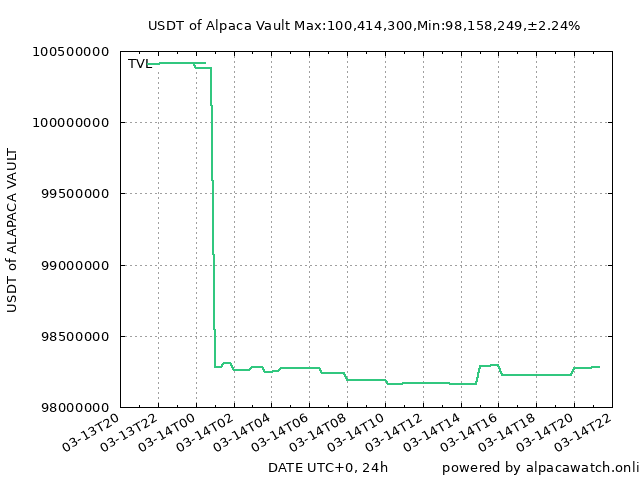 USDT of Alpaca Vault Max:100,414,300,Min:98,158,249,±2.24%
100500000
TVL
100000000
99500000
99000000
98500000
98000000
USDT of ALAPACA VAULT
03-13T20
03-13T22
03-14T00
03-14T02
03-14T04
03-14T06
03-14T08
03-14T10
03-14T12
03-14T14
03-14T16
03-14T18
03-14T20
03-14T22
DATE UTC+0, 24h
powered by alpacawatch.onli